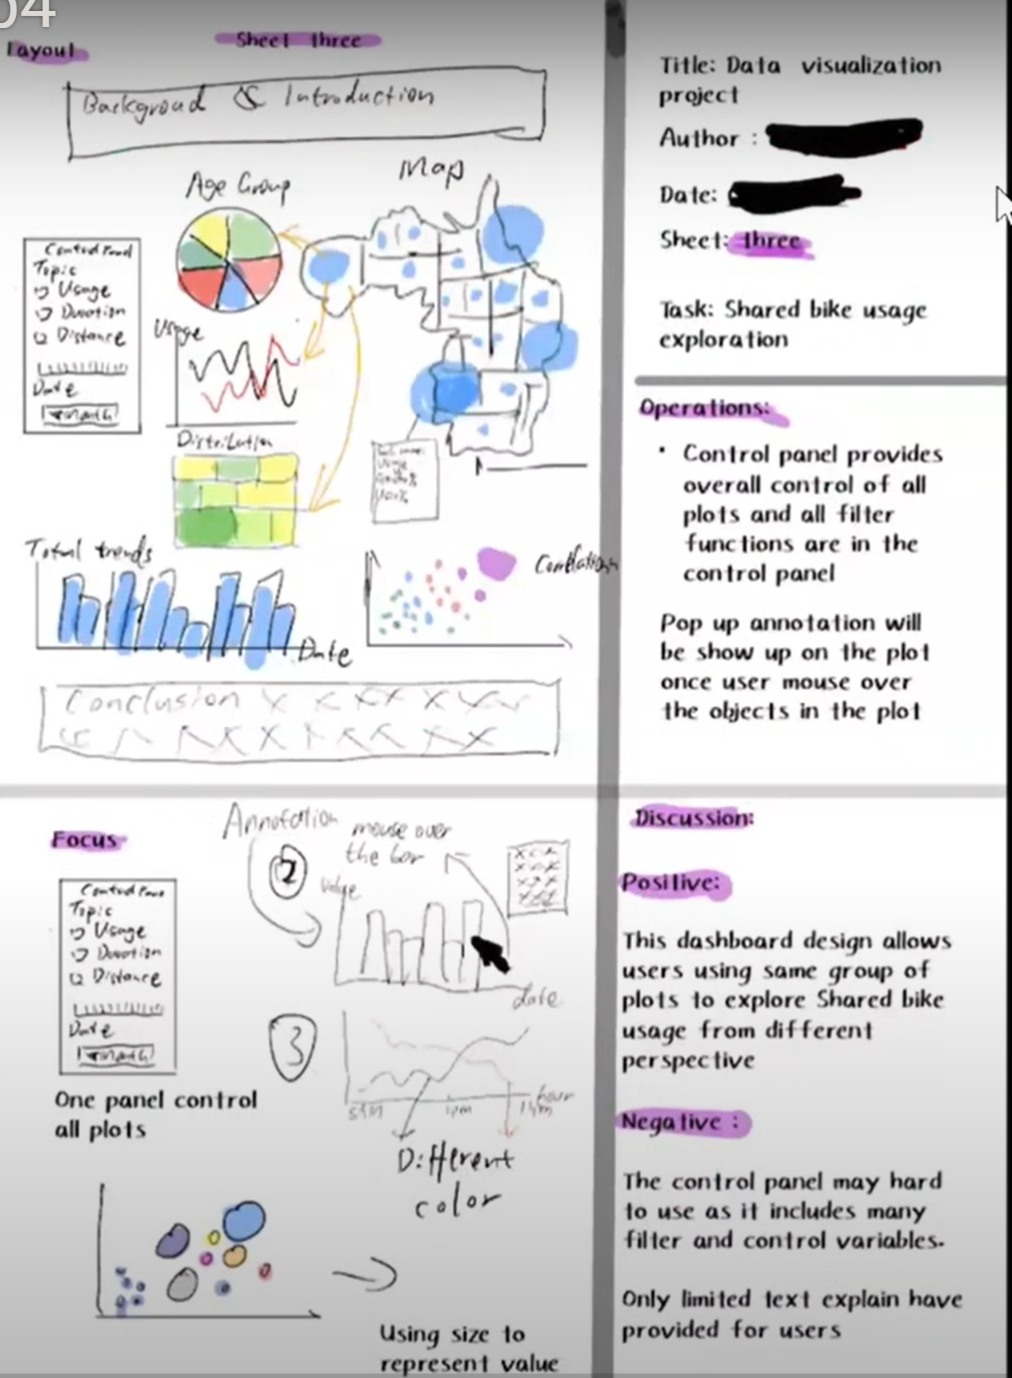 04
Layout
Sheet three
Backgroud & Introduction
Age Group
Map
Control Panel
Topic
Usage
Duration
Distance
Date
Month
Usage
Distribution
Total trends
Date
Correlation
Conclusion
Title: Data visualization
project
Author :
Date:
Sheet: three
Task: Shared bike usage
exploration
Operations:
• Control panel provides
overall control of all
plots and all filter
functions are in the
control panel
Pop up annotation will
be show up on the plot
once user mouse over
the objects in the plot
Focus
Control Panel
Topic
Usage
Duration
Distance
Date
Month
One panel control
all plots
Annotation
mouse over
the bar
2
date
3
hour
Different
color
Using size to
represent value
Discussion:
Positive:
This dashboard design allows
users using same group of
plots to explore Shared bike
usage from different
perspective
Negative :
The control panel may hard
to use as it includes many
filter and control variables.
Only limited text explain have
provided for users